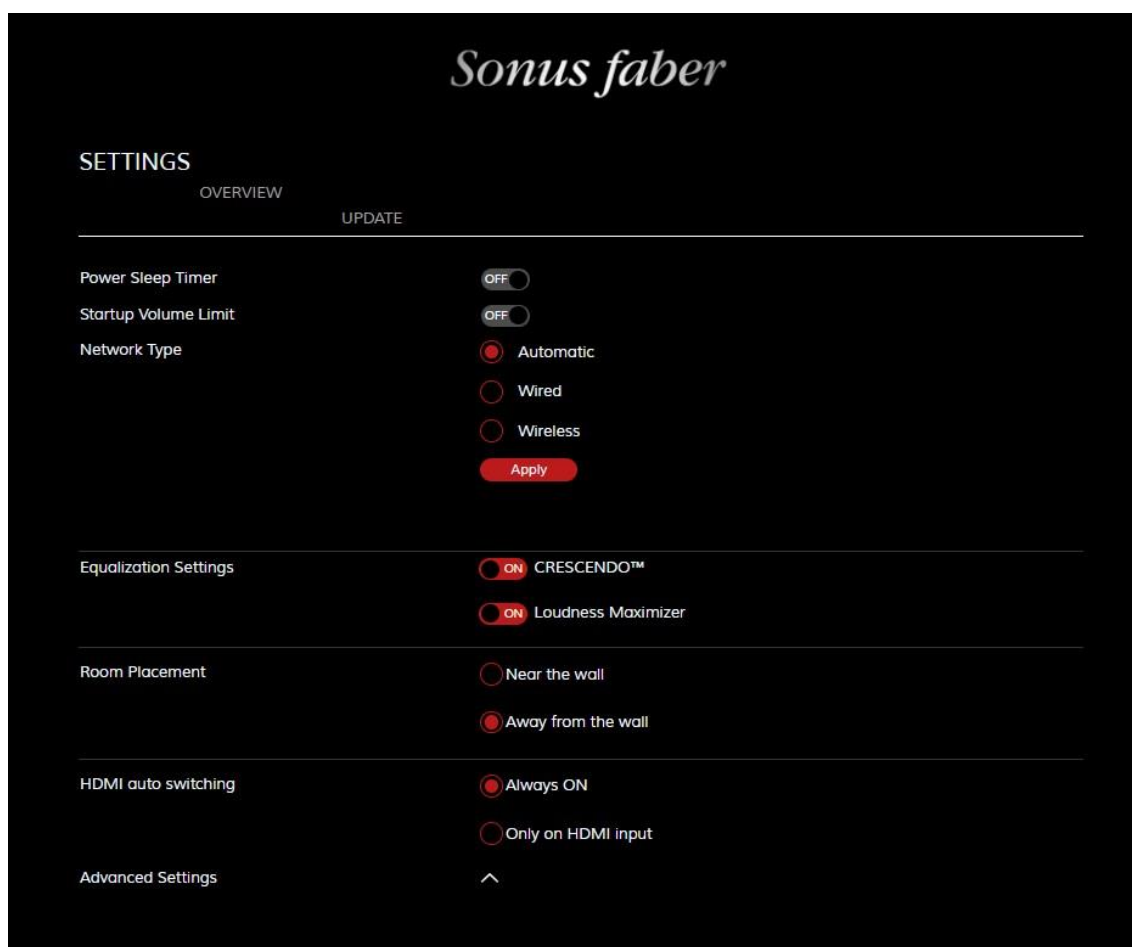 Sonus faber
SETTINGS
OVERVIEW
UPDATE
Power Sleep Timer OFF
Startup Volume Limit OFF
Network Type Automatic
Wired
Wireless
Apply
Equalization Settings ON CRESCENDO™
ON Loudness Maximizer
Room Placement Near the wall
Away from the wall
HDMI auto switching Always ON
Only on HDMI input
Advanced Settings